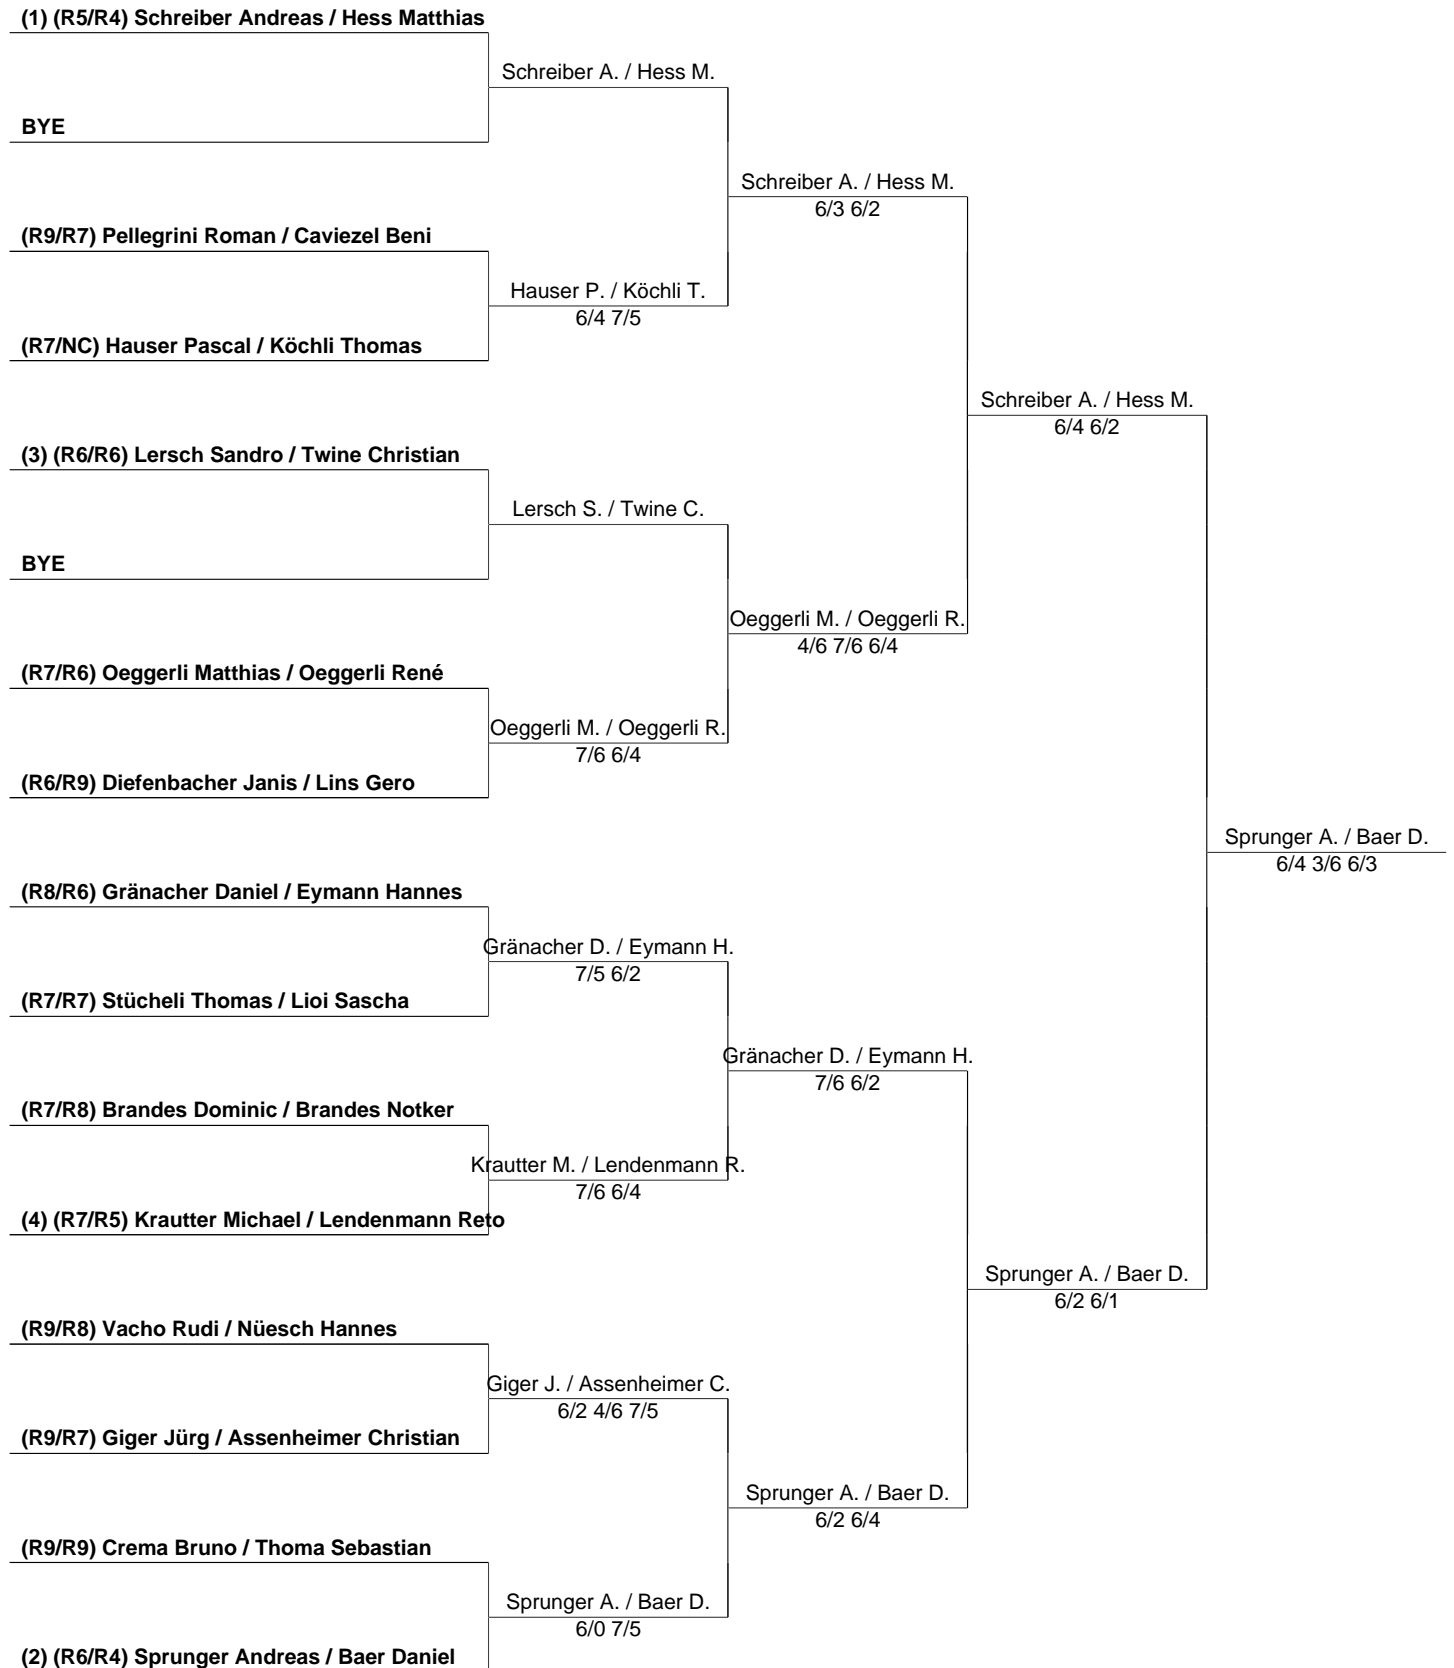 (1) (R5/R4) Schreiber Andreas / Hess Matthias
Schreiber A. / Hess M.
BYE
Schreiber A. / Hess M.
6/3 6/2
(R9/R7) Pellegrini Roman / Caviezel Beni
Hauser P. / Köchli T.
6/4 7/5
(R7/NC) Hauser Pascal / Köchli Thomas
Schreiber A. / Hess M.
6/4 6/2
(3) (R6/R6) Lersch Sandro / Twine Christian
Lersch S. / Twine C.
BYE
Oeggerli M. / Oeggerli R.
4/6 7/6 6/4
(R7/R6) Oeggerli Matthias / Oeggerli René
Oeggerli M. / Oeggerli R.
7/6 6/4
(R6/R9) Diefenbacher Janis / Lins Gero
Sprunger A. / Baer D.
6/4 3/6 6/3
(R8/R6) Gränacher Daniel / Eymann Hannes
Gränacher D. / Eymann H.
7/5 6/2
(R7/R7) Stücheli Thomas / Lioi Sascha
Gränacher D. / Eymann H.
7/6 6/2
(R7/R8) Brandes Dominic / Brandes Notker
Krautter M. / Lendenmann R.
7/6 6/4
(4) (R7/R5) Krautter Michael / Lendenmann Reto
Sprunger A. / Baer D.
6/2 6/1
(R9/R8) Vacho Rudi / Nüesch Hannes
Giger J. / Assenheimer C.
6/2 4/6 7/5
(R9/R7) Giger Jürg / Assenheimer Christian
Sprunger A. / Baer D.
6/2 6/4
(R9/R9) Crema Bruno / Thoma Sebastian
Sprunger A. / Baer D.
6/0 7/5
(2) (R6/R4) Sprunger Andreas / Baer Daniel